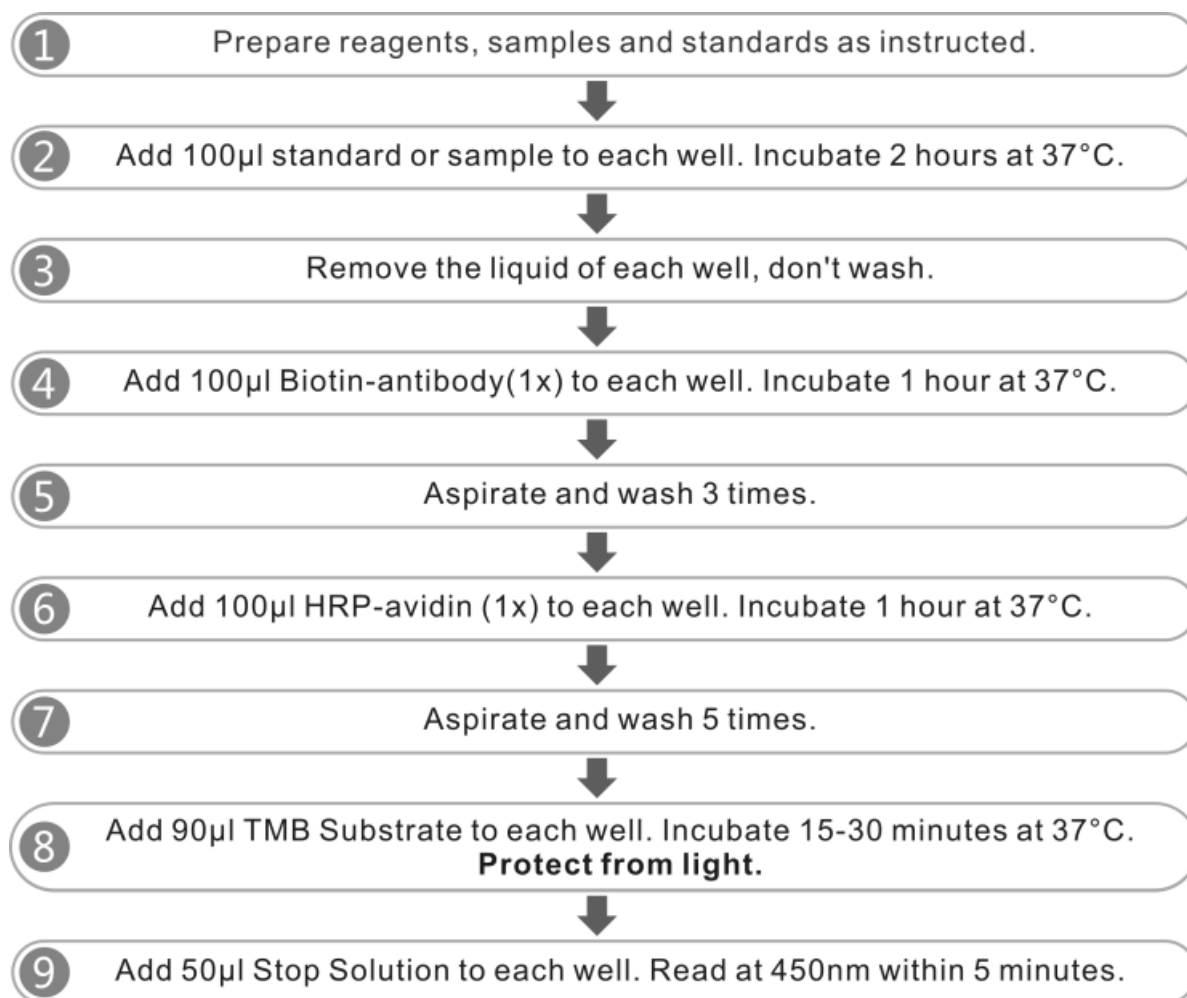 1 Prepare reagents, samples and standards as instructed.
2 Add 100µl standard or sample to each well. Incubate 2 hours at 37°C.
3 Remove the liquid of each well, don't wash.
4 Add 100µl Biotin-antibody(1x) to each well. Incubate 1 hour at 37°C.
5 Aspirate and wash 3 times.
6 Add 100µl HRP-avidin (1x) to each well. Incubate 1 hour at 37°C.
7 Aspirate and wash 5 times.
8 Add 90µl TMB Substrate to each well. Incubate 15-30 minutes at 37°C.
Protect from light.
9 Add 50µl Stop Solution to each well. Read at 450nm within 5 minutes.